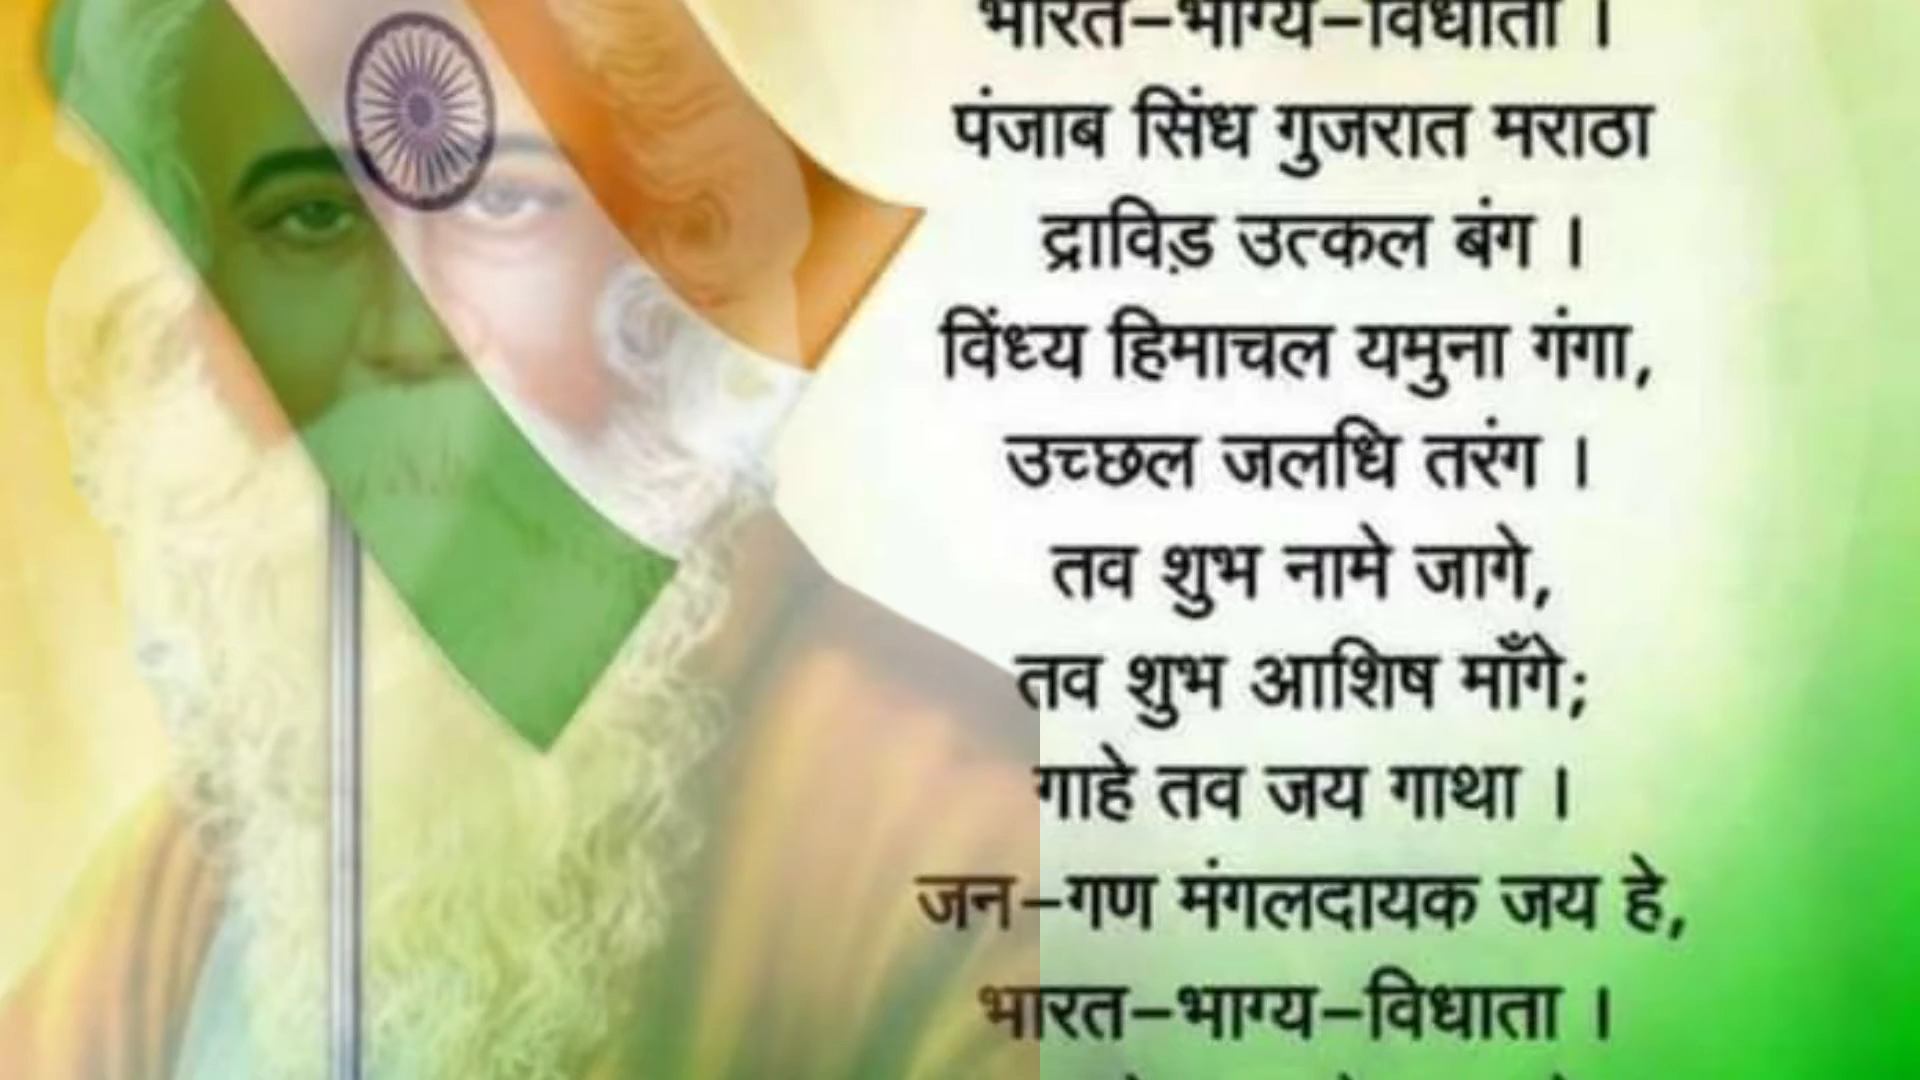 भारत–भाग्य–विधाता ।
पंजाब सिंध गुजरात मराठा
द्राविड़ उत्कल बंग ।
विंध्य हिमाचल यमुना गंगा,
उच्छल जलधि तरंग ।
तव शुभ नामे जागे,
तव शुभ आशिष माँगे;
गाहे तव जय गाथा ।
जन–गण मंगलदायक जय हे,
भारत–भाग्य–विधाता ।